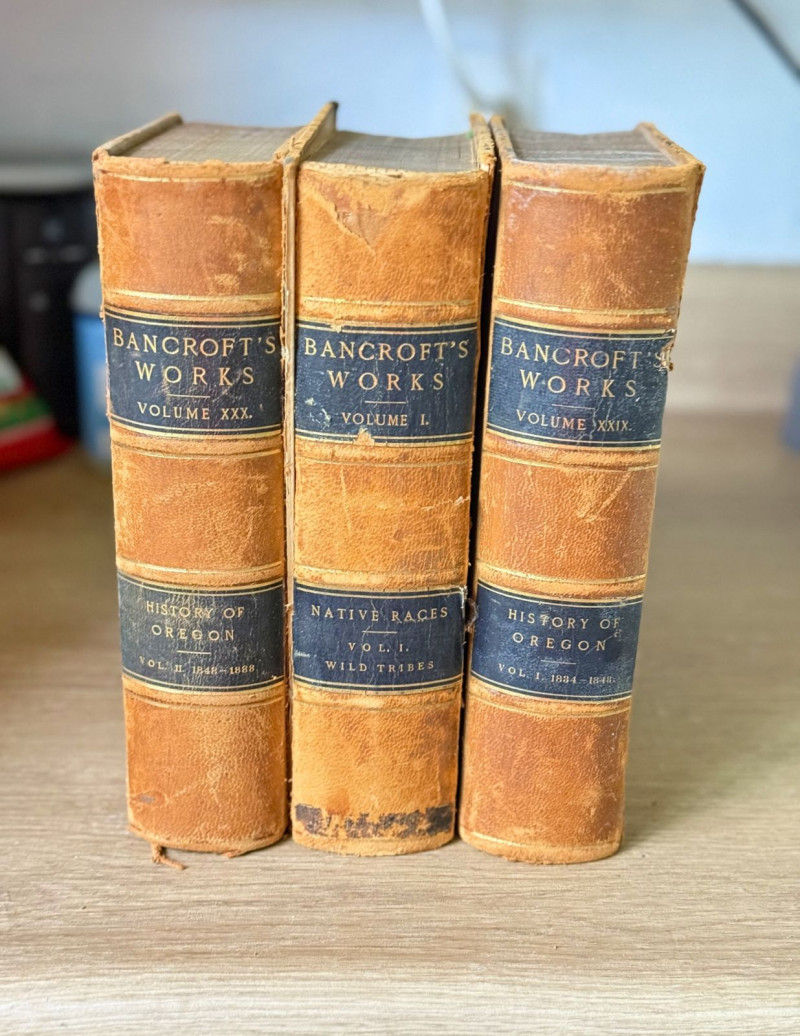 BANCROFT'S
WORKS
VOLUME XXX.
HISTORY OF
OREGON
VOL. II. 1848-1888.
BANCROFT'S
WORKS
VOLUME I.
NATIVE RACES
VOL. I.
WILD TRIBES
BANCROFT'S
WORKS
VOLUME XXIX.
HISTORY OF
OREGON
VOL. I. 1834-1848.